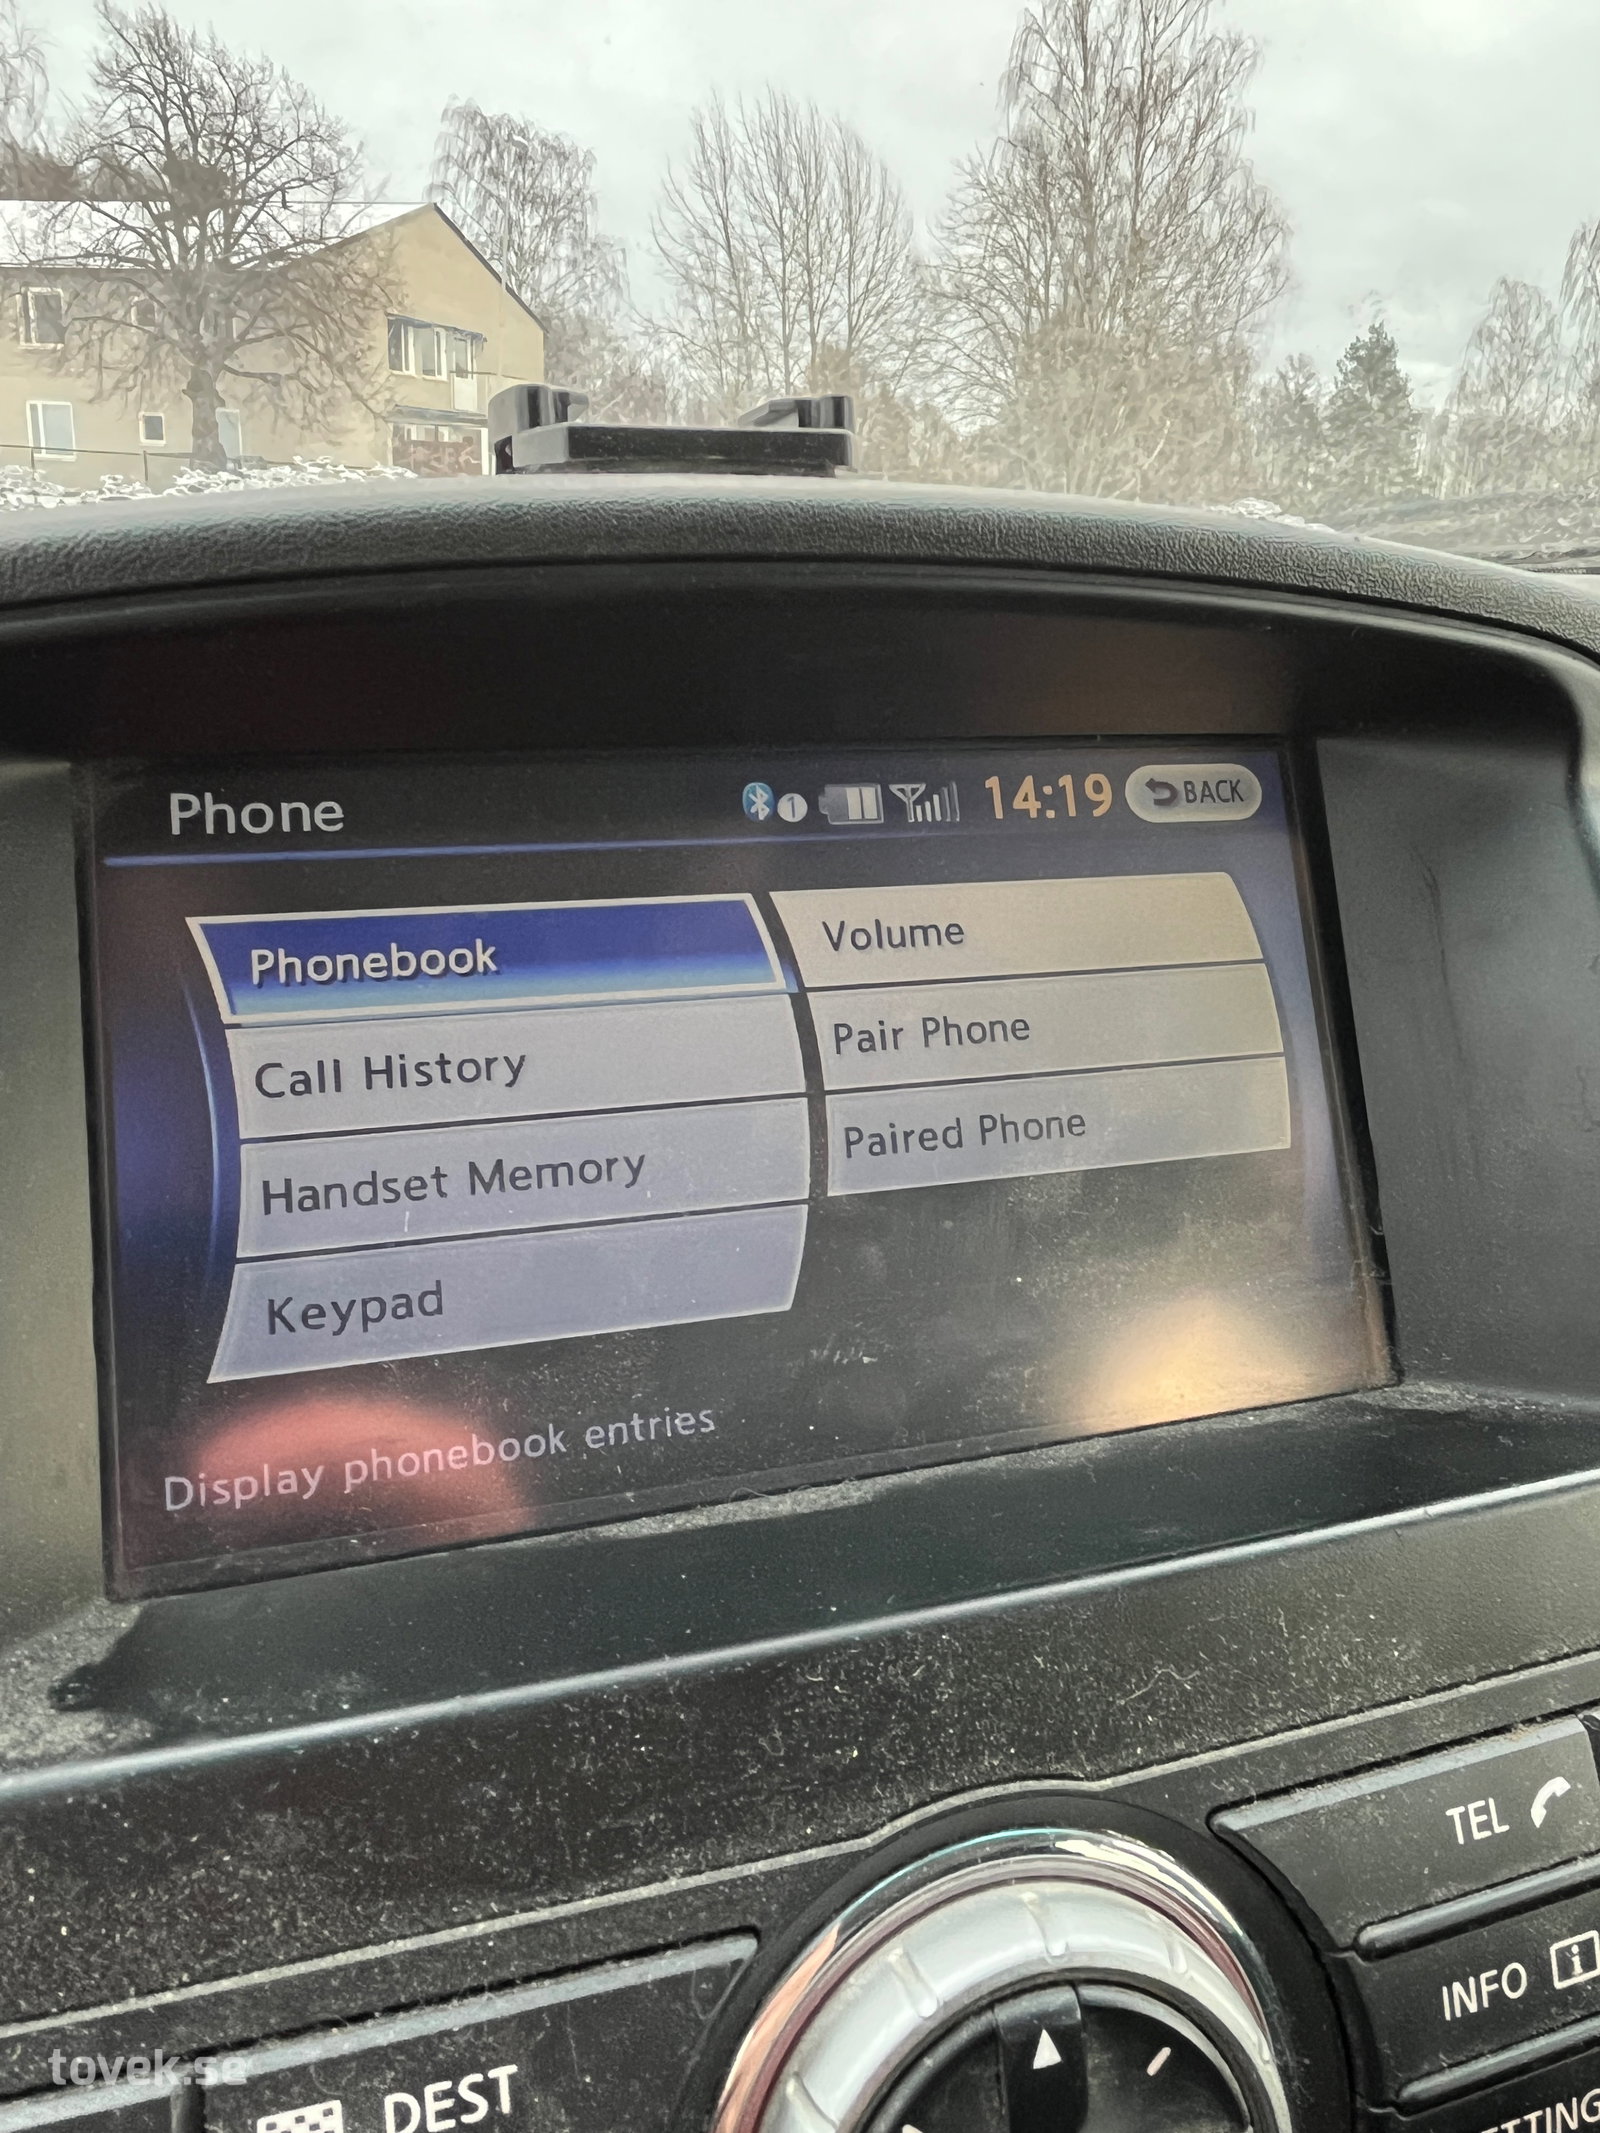 Phone
1
14:19
BACK
Phonebook
Volume
Call History
Pair Phone
Handset Memory
Paired Phone
Keypad
Display phonebook entries
TEL
INFO i
DEST
tovek.se